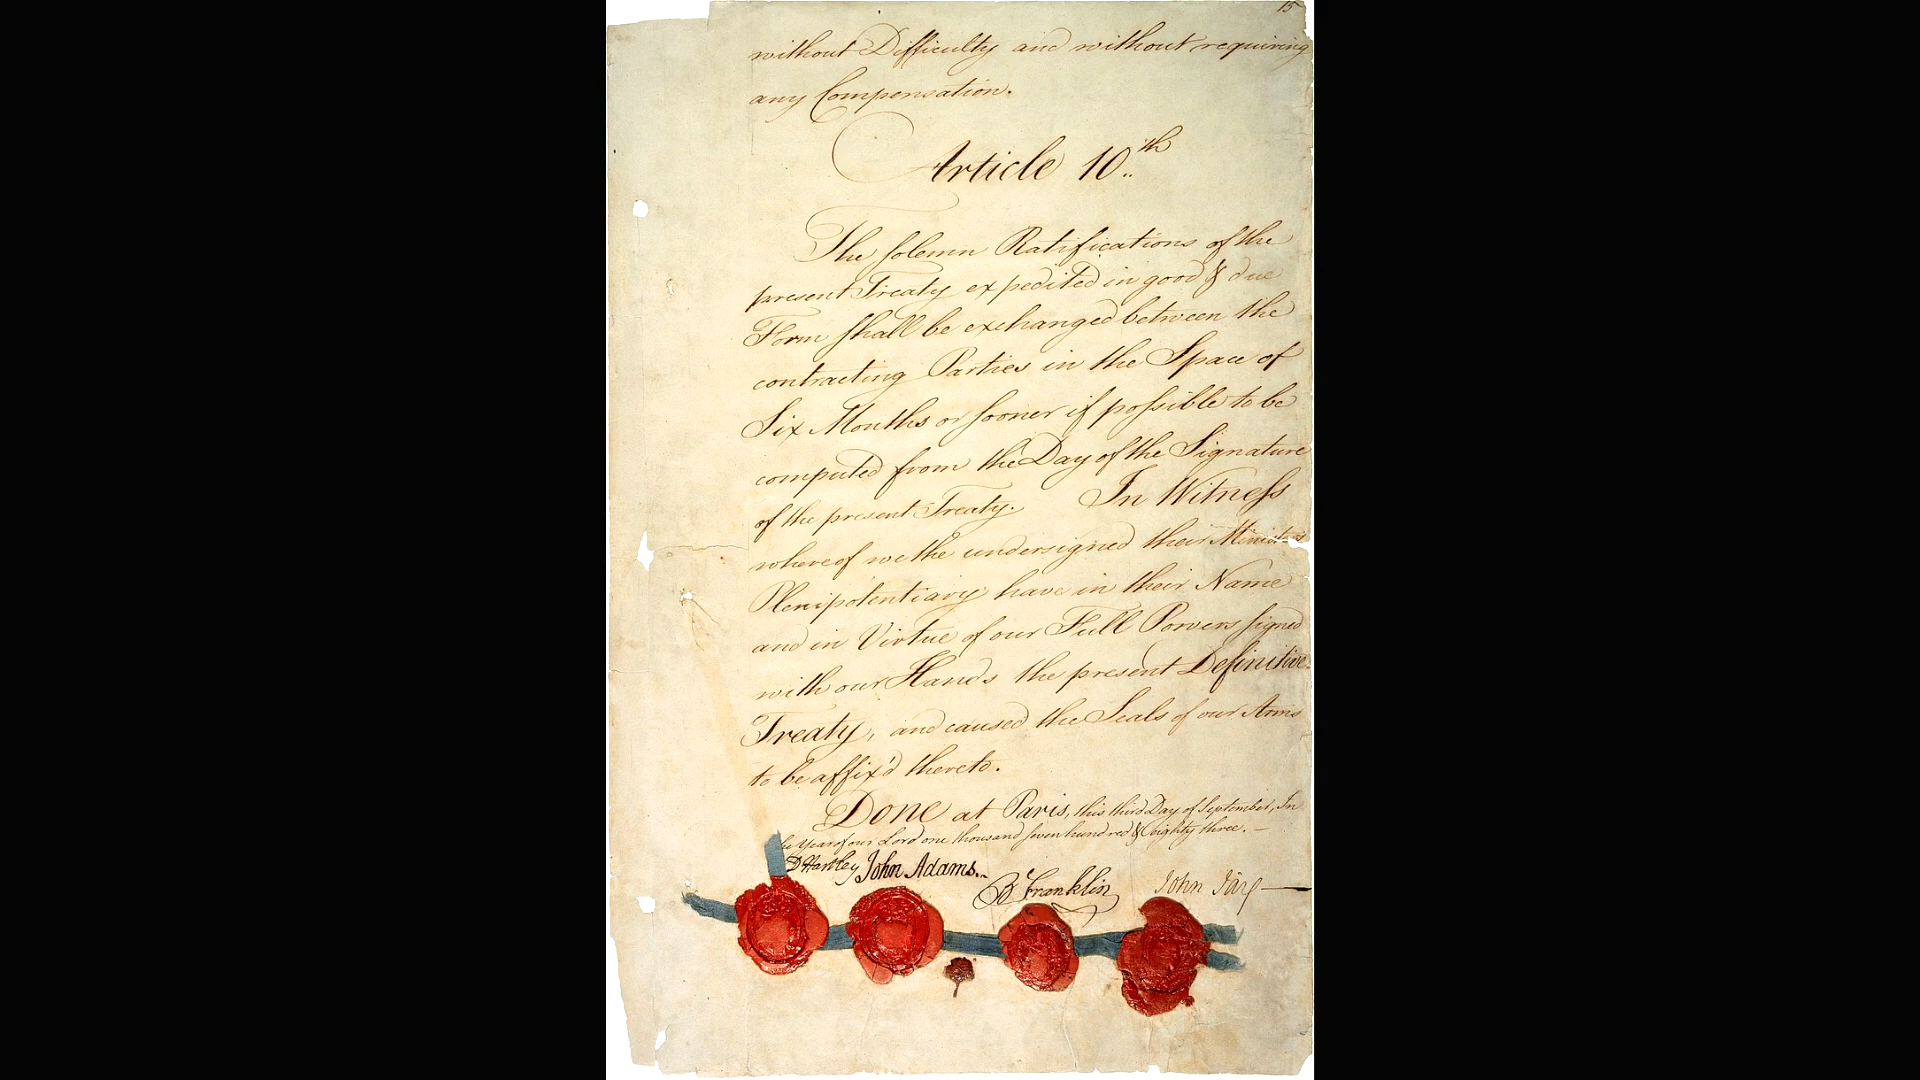 15
without Difficulty and without requiring
any Compensation.
Article 10th
The solemn Ratifications of the
present Treaty expedited in good & due
Form shall be exchanged between the
contracting Parties in the Space of
Six Months or sooner if possible to be
computed from the Day of the Signature
of the present Treaty. In Witness
whereof we the undersigned their Ministers
Plenipotentiary have in their Name
and in Virtue of our Full Powers signed
with our Hands the present Definitive
Treaty, and caused the Seals of our Arms
to be affix'd thereto.
Done at Paris, this third Day of September, In
the Year of our Lord one thousand seven hundred & eighty three. —
D Hartley John Adams.
B Franklin John Jay —